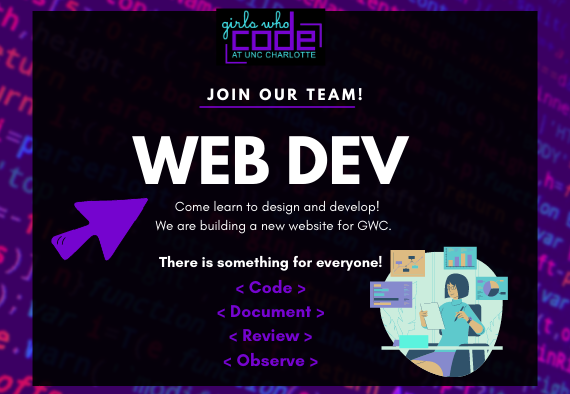 girls who
code
AT UNC CHARLOTTE
JOIN OUR TEAM!
WEB DEV
Come learn to design and develop!
We are building a new website for GWC.
There is something for everyone!
< Code >
< Document >
< Review >
< Observe >